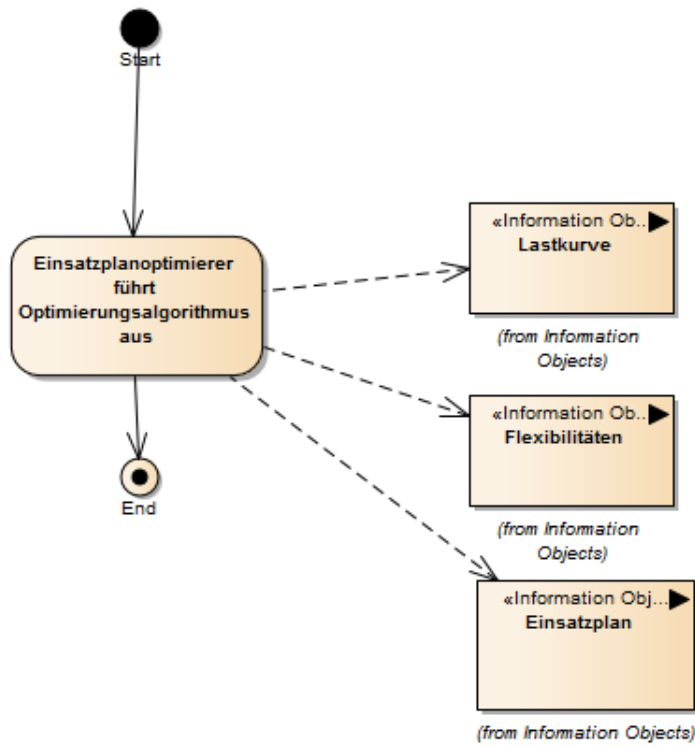 Start
Einsatzplanoptimierer
führt
Optimierungsalgorithmus
aus
End
«Information Ob...
Lastkurve
(from Information
Objects)
«Information Ob...
Flexibilitäten
(from Information
Objects)
«Information Obj...
Einsatzplan
(from Information Objects)